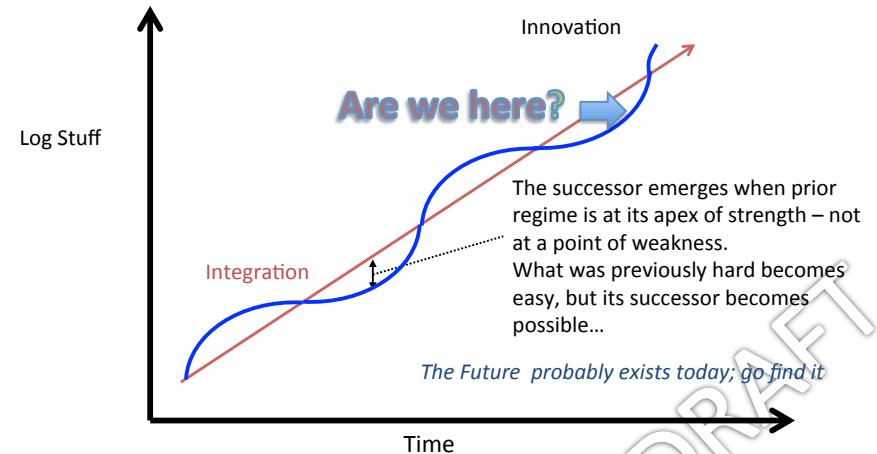 Innovation
Are we here?
Log Stuff
The successor emerges when prior
regime is at its apex of strength – not
at a point of weakness.
What was previously hard becomes
easy, but its successor becomes
possible…
Integration
The Future  probably exists today; go find it
DRAFT
Time